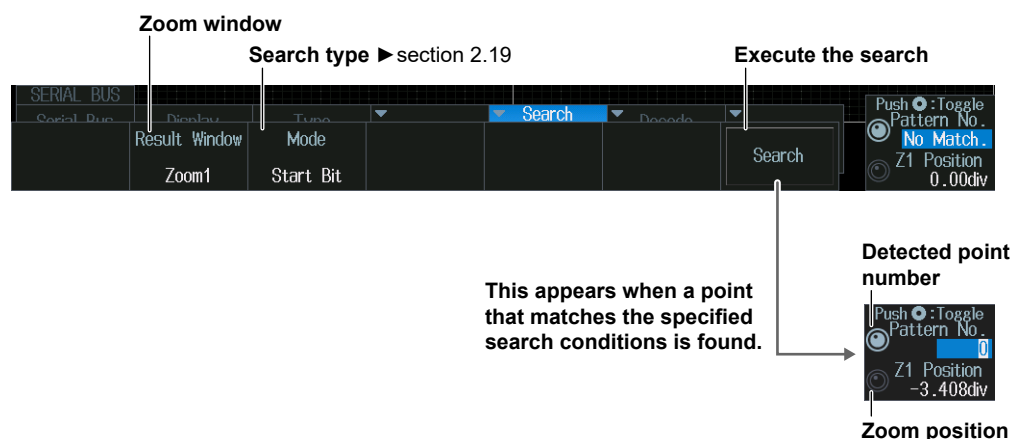 Zoom window
Search type ►section 2.19
Execute the search
SERIAL BUS
Serial Bus
Display
Type
Search
Decode
Result Window
Zoom1
Mode
Start Bit
Search
Push :Toggle
Pattern No.
No Match.
Z1 Position
0.00div
Detected point
number
This appears when a point
that matches the specified
search conditions is found.
Push :Toggle
Pattern No.
0
Z1 Position
-3.408div
Zoom position